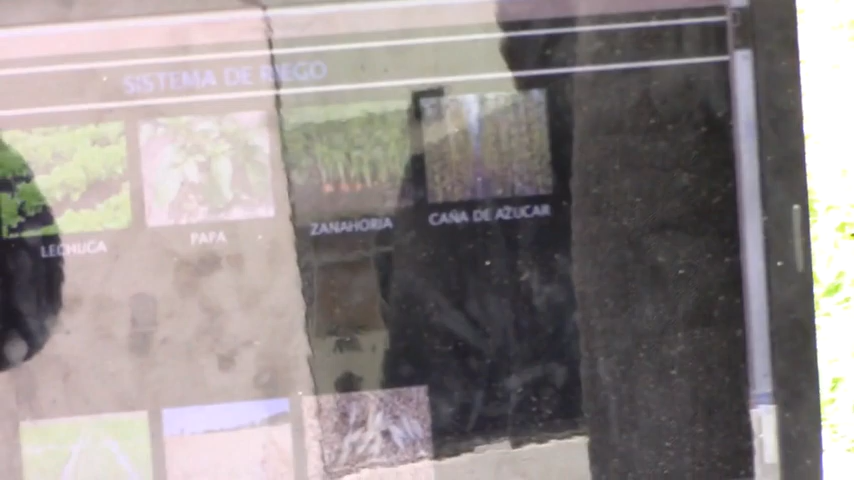 SISTEMA DE RIEGO
LECHUGA
PAPA
ZANAHORIA
CAÑA DE AZUCAR